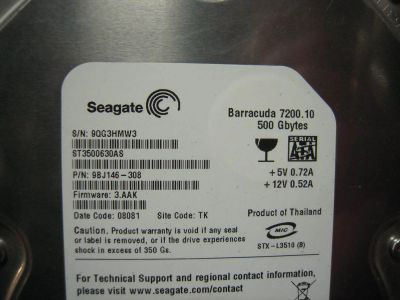 Seagate
Barracuda 7200.10
500 Gbytes
S/N: 9QG3HMW3
ST3500630AS
SERIAL
P/N: 9BJ146-308
+5V 0.72A
+12V 0.52A
Firmware: 3.AAK
Date Code: 08081 Site Code: TK
Product of Thailand
Caution. Product warranty is void if any seal
or label is removed, or if the drive experiences
shock in excess of 350 Gs.
MIC
STX-L3510 (B)
For Technical Support and regional contact information,
please visit:
www.seagate.com/contactinformation